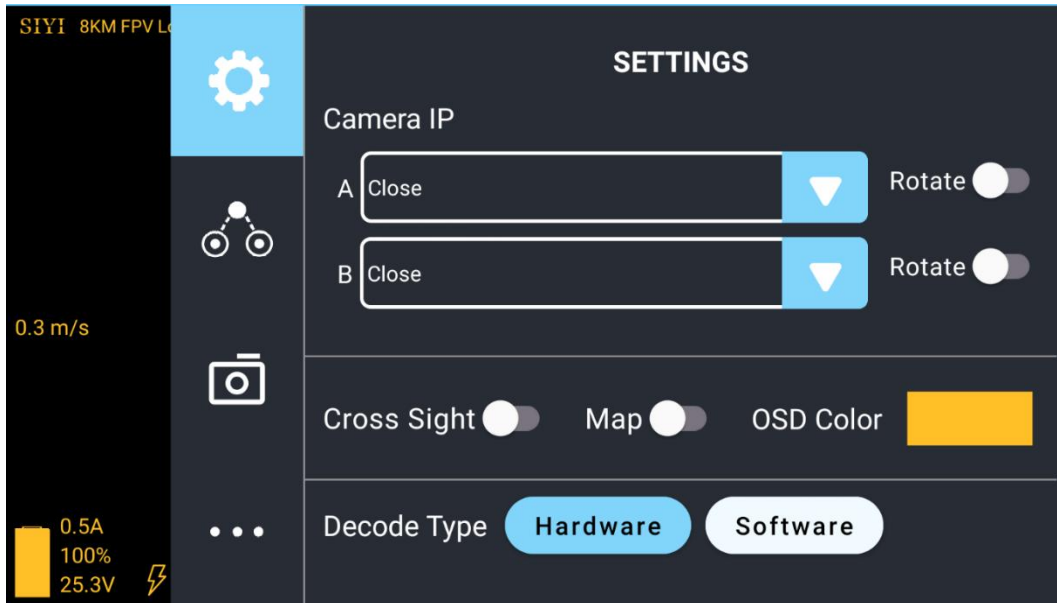 SIYI 8KM FPV
SETTINGS
Camera IP
A Close Rotate
B Close Rotate
0.3 m/s
Cross Sight Map OSD Color
Decode Type Hardware Software
0.5A
100%
25.3V